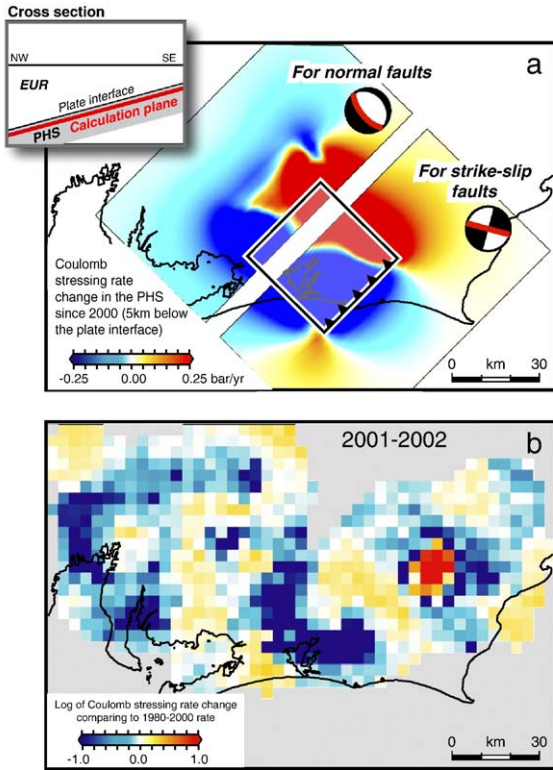 Cross section
NW SE
EUR
Plate interface
PHS Calculation plane
a
For normal faults
For strike-slip
faults
Coulomb
stressing rate
change in the PHS
since 2000 (5km below
the plate interface)
-0.25 0.00 0.25 bar/yr
km
0 30
2001-2002 b
Log of Coulomb stressing rate change
comparing to 1980-2000 rate
-1.0 0.0 1.0
km
0 30